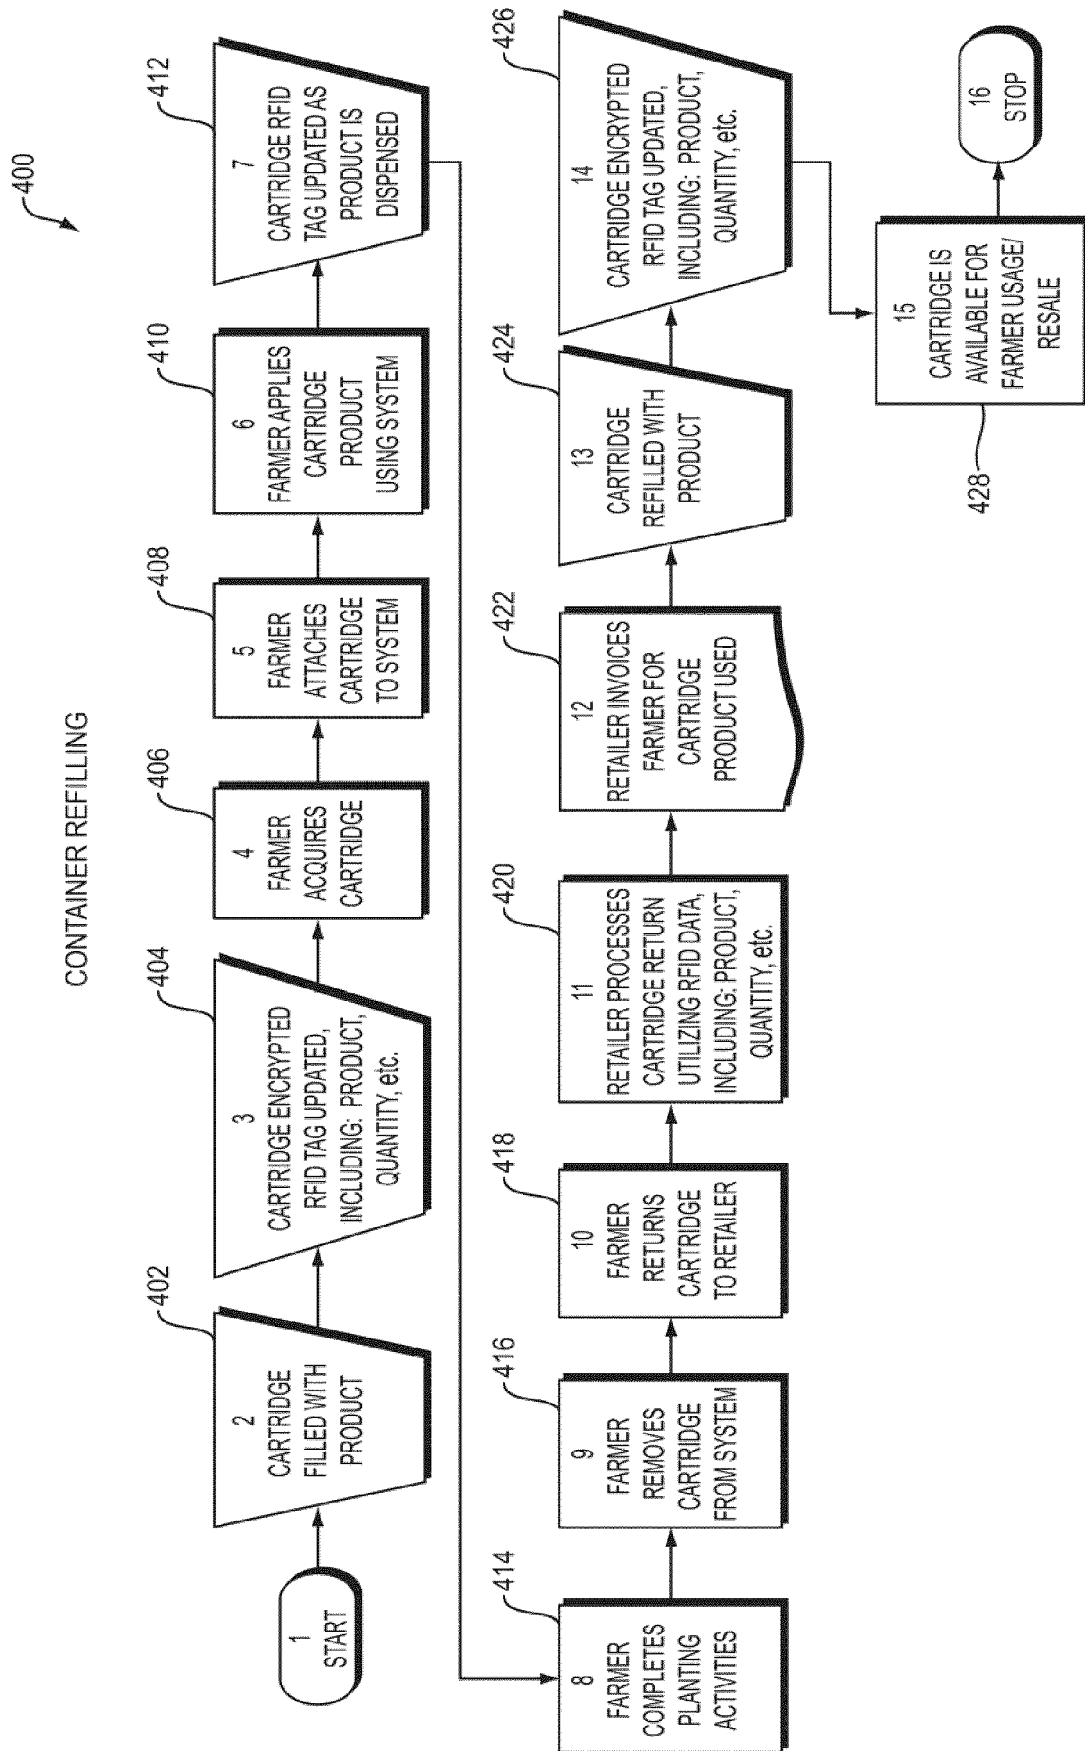 CONTAINER REFILLING
400
1
START
402
2
CARTRIDGE
FILLED WITH
PRODUCT
404
3
CARTRIDGE ENCRYPTED
RFID TAG UPDATED,
INCLUDING: PRODUCT,
QUANTITY, etc.
406
4
FARMER
ACQUIRES
CARTRIDGE
408
5
FARMER
ATTACHES
CARTRIDGE
TO SYSTEM
410
6
FARMER APPLIES
CARTRIDGE
PRODUCT
USING SYSTEM
412
7
CARTRIDGE RFID
TAG UPDATED AS
PRODUCT IS
DISPENSED
414
8
FARMER
COMPLETES
PLANTING
ACTIVITIES
416
9
FARMER
REMOVES
CARTRIDGE
FROM SYSTEM
418
10
FARMER
RETURNS
CARTRIDGE
TO RETAILER
420
11
RETAILER PROCESSES
CARTRIDGE RETURN
UTILIZING RFID DATA,
INCLUDING: PRODUCT,
QUANTITY, etc.
422
12
RETAILER INVOICES
FARMER FOR
CARTRIDGE
PRODUCT USED
424
13
CARTRIDGE
REFILLED WITH
PRODUCT
426
14
CARTRIDGE ENCRYPTED
RFID TAG UPDATED,
INCLUDING: PRODUCT,
QUANTITY, etc.
428
15
CARTRIDGE IS
AVAILABLE FOR
FARMER USAGE/
RESALE
16
STOP